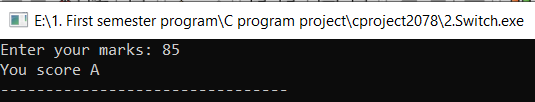 E:\1. First semester program\C program project\cproject2078\2.Switch.exe
Enter your marks: 85
You score A
--------------------------------